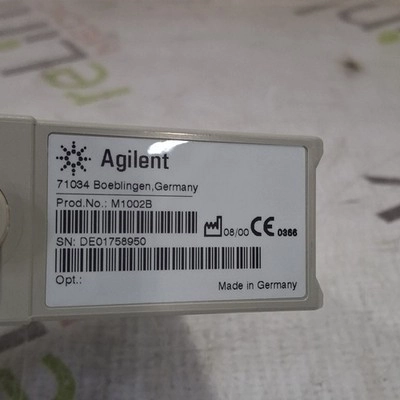 Agilent
71034 Boeblingen,Germany
Prod.No.: M1002B
08/00 CE 0366
SN: DE01758950
Opt.:
Made in Germany